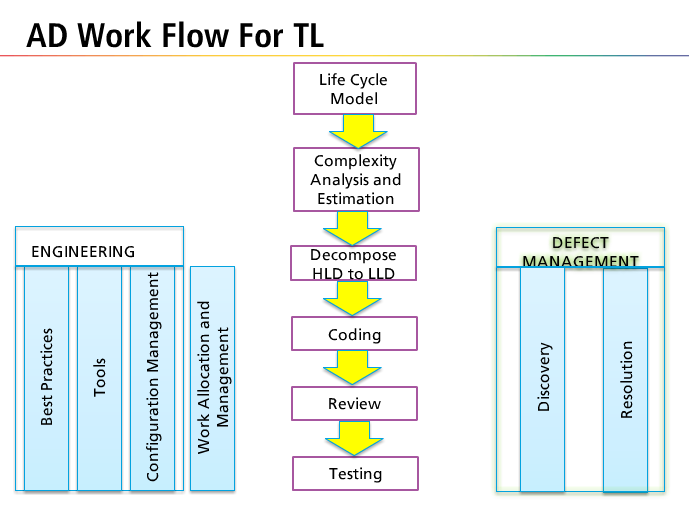 AD Work Flow For TL
Life Cycle
Model
Complexity
Analysis and
Estimation
Decompose
HLD to LLD
Coding
Review
Testing
ENGINEERING
Best Practices
Tools
Configuration Management
Work Allocation and
Management
DEFECT
MANAGEMENT
Discovery
Resolution